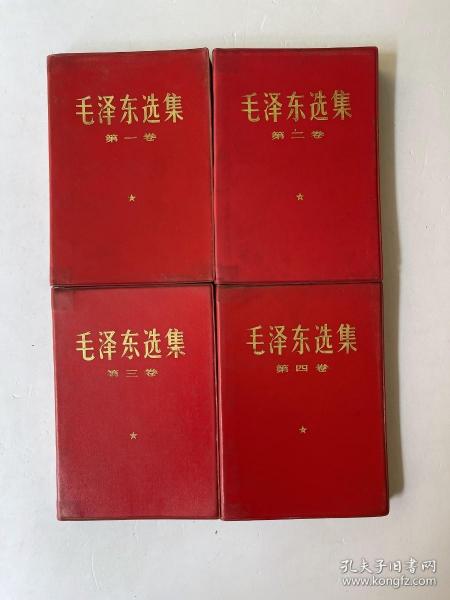 毛泽东选集
第一卷
毛泽东选集
第二卷
毛泽东选集
第三卷
毛泽东选集
第四卷
孔夫子旧书网
www.kongfz.com